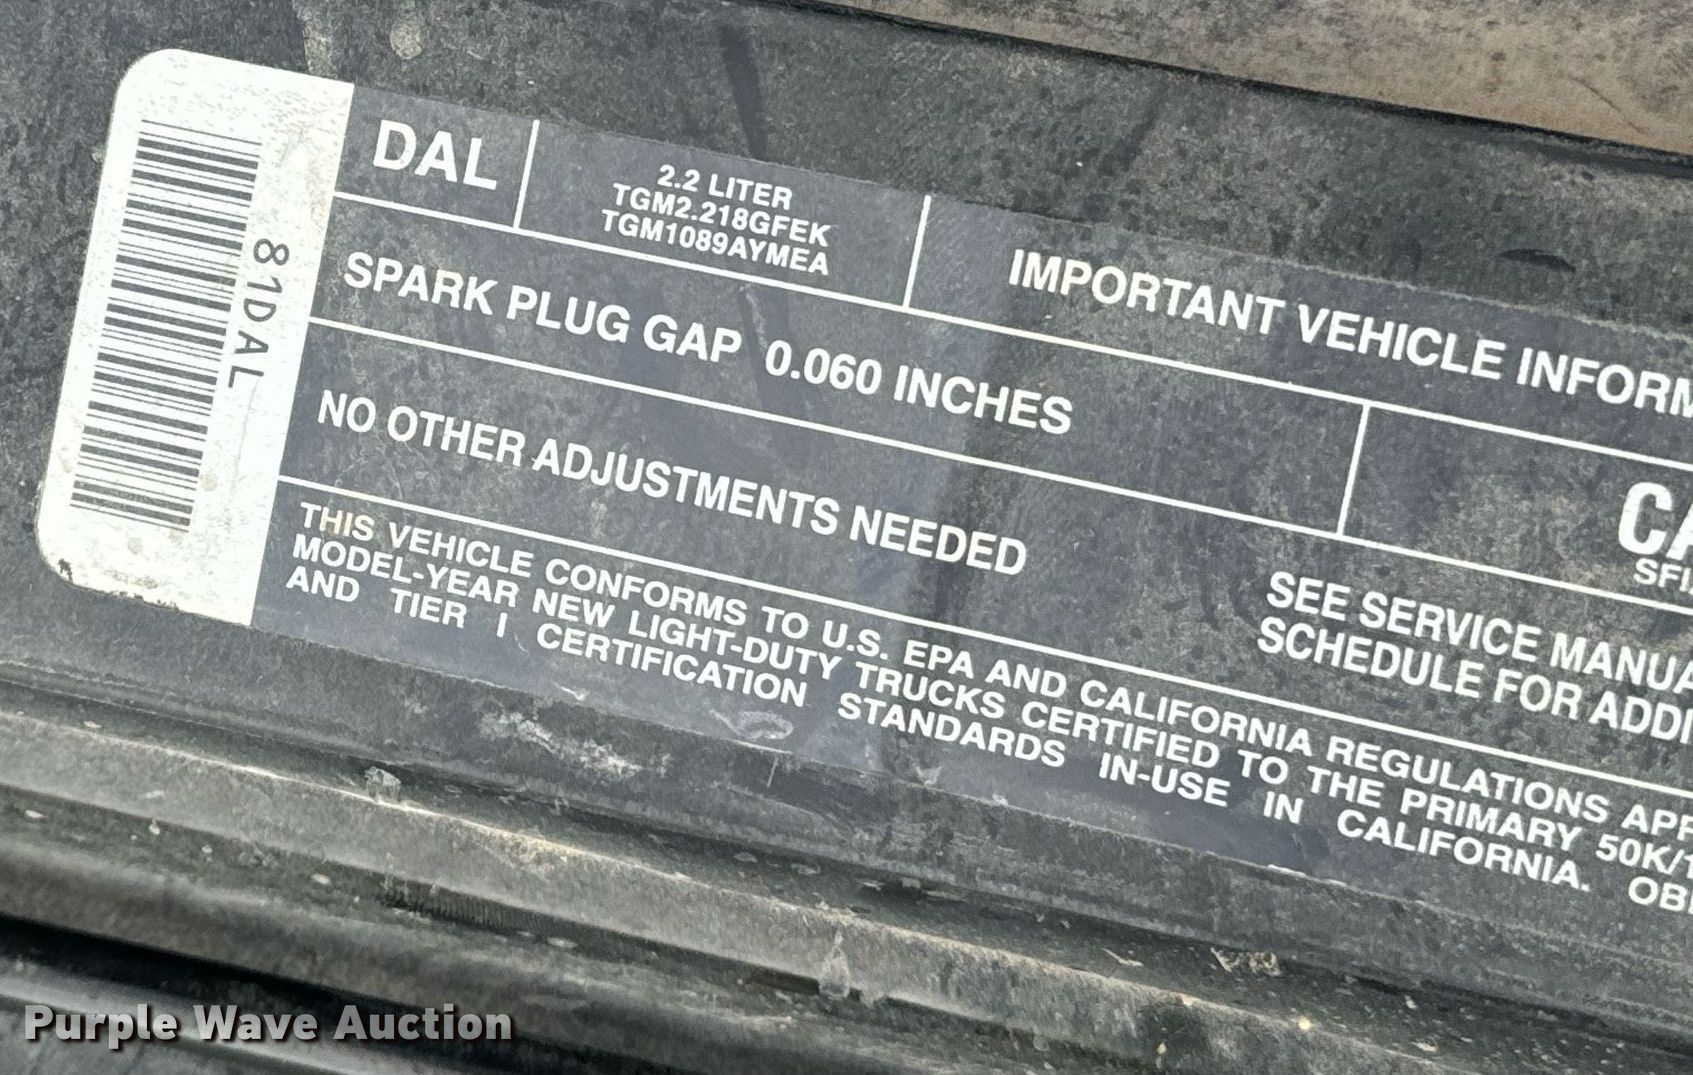 81DAL
DAL
2.2 LITER
TGM2.218GFEK
TGM1089AYMEA
IMPORTANT VEHICLE INFORM
SPARK PLUG GAP 0.060 INCHES
CA
SFI
NO OTHER ADJUSTMENTS NEEDED
SEE SERVICE MANUA
SCHEDULE FOR ADDI
THIS VEHICLE CONFORMS TO U.S. EPA AND CALIFORNIA REGULATIONS APP
MODEL-YEAR NEW LIGHT-DUTY TRUCKS CERTIFIED TO THE PRIMARY 50K/1
AND TIER I CERTIFICATION STANDARDS IN-USE IN CALIFORNIA. OB
Purple Wave Auction